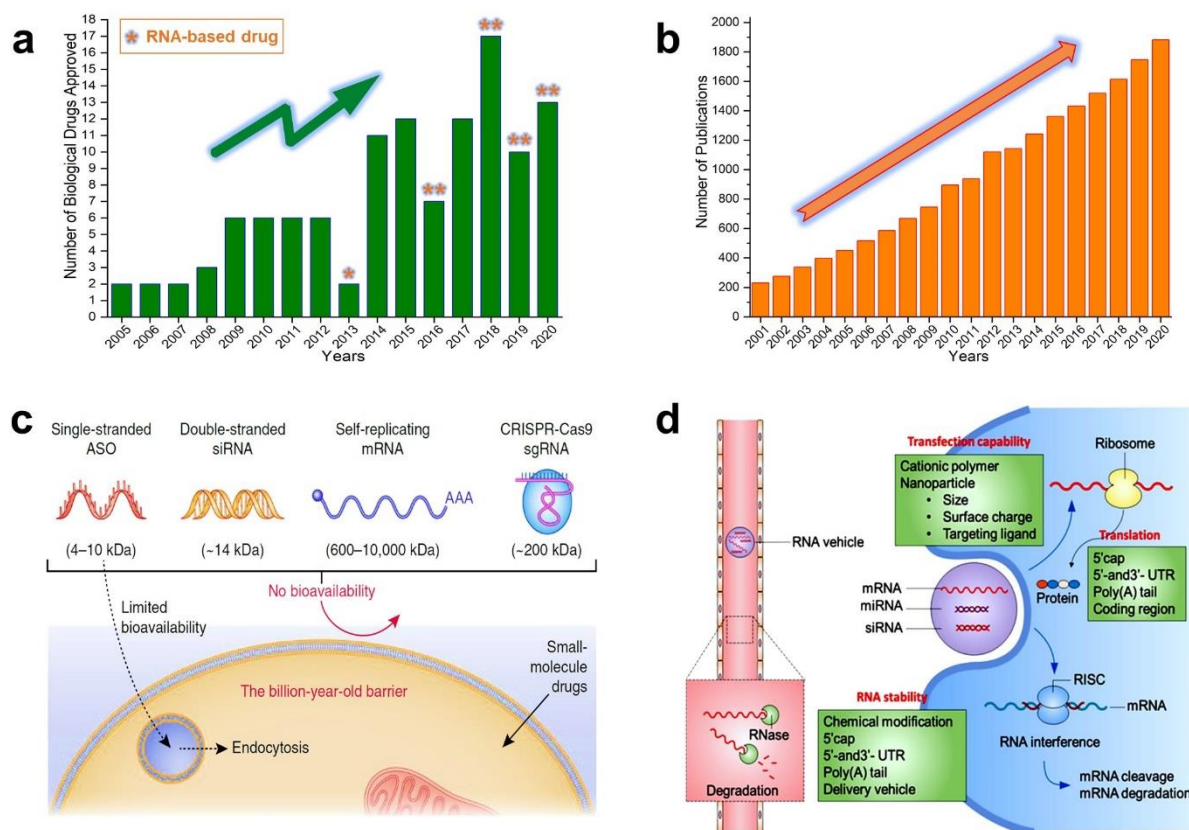 a
* RNA-based drug
Number of Biological Drugs Approved
18
17
16
15
14
13
12
11
10
9
8
7
6
5
4
3
2
1
0
**
**
**
**
*
2005
2006
2007
2008
2009
2010
2011
2012
2013
2014
2015
2016
2017
2018
2019
2020
Years
b
Number of Publications
1800
1600
1400
1200
1000
800
600
400
200
0
2001
2002
2003
2004
2005
2006
2007
2008
2009
2010
2011
2012
2013
2014
2015
2016
2017
2018
2019
2020
Years
c
Single-stranded
ASO
(4–10 kDa)
Double-stranded
siRNA
(~14 kDa)
Self-replicating
mRNA
AAA
(600–10,000 kDa)
CRISPR-Cas9
sgRNA
(~200 kDa)
No bioavailability
Limited
bioavailability
Small-
molecule
drugs
The billion-year-old barrier
Endocytosis
d
RNA vehicle
Transfection capability
Cationic polymer
Nanoparticle
• Size
• Surface charge
• Targeting ligand
Ribosome
Translation
5'cap
5'-and3'- UTR
Poly(A) tail
Coding region
Protein
mRNA
miRNA
siRNA
RNA stability
Chemical modification
5'cap
5'-and3'- UTR
Poly(A) tail
Delivery vehicle
RNase
Degradation
RISC
mRNA
RNA interference
mRNA cleavage
mRNA degradation